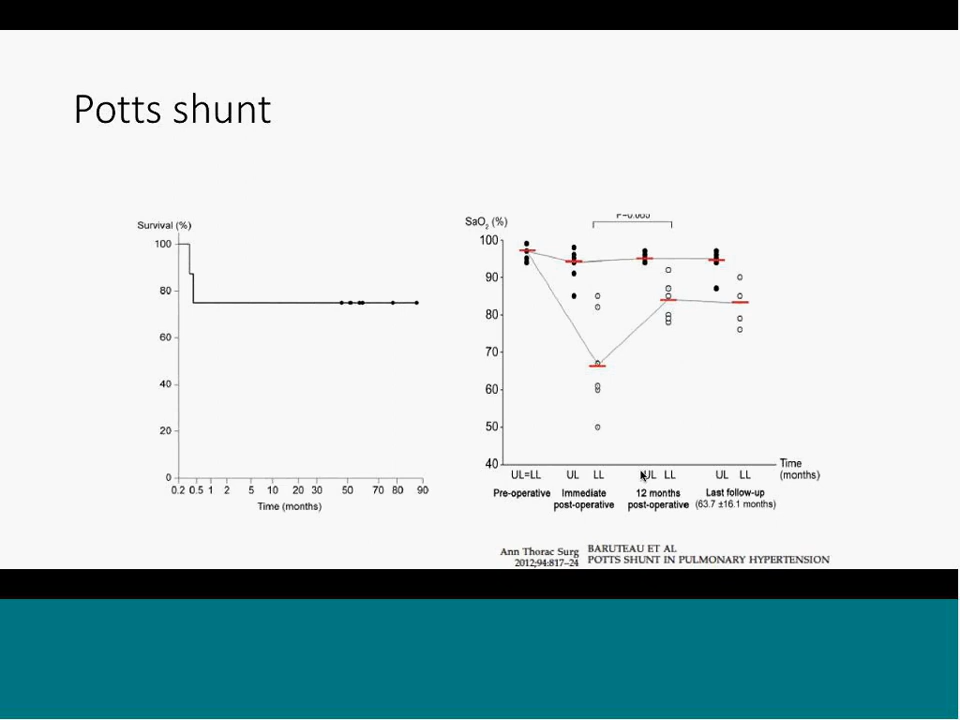 Potts shunt
Survival (%)
100
80
60
40
20
0
0.2 0.5 1 2 5 10 20 30 50 70 80 90
Time (months)
SaO2 (%)
100
90
80
70
60
50
40
UL=LL UL LL UL LL UL LL
Time
(months)
Pre-operative
Immediate
post-operative
12 months
post-operative
Last follow-up
(63.7 ±16.1 months)
Ann Thorac Surg
2012;94:817–24
BARUTEAU ET AL
POTTS SHUNT IN PULMONARY HYPERTENSION